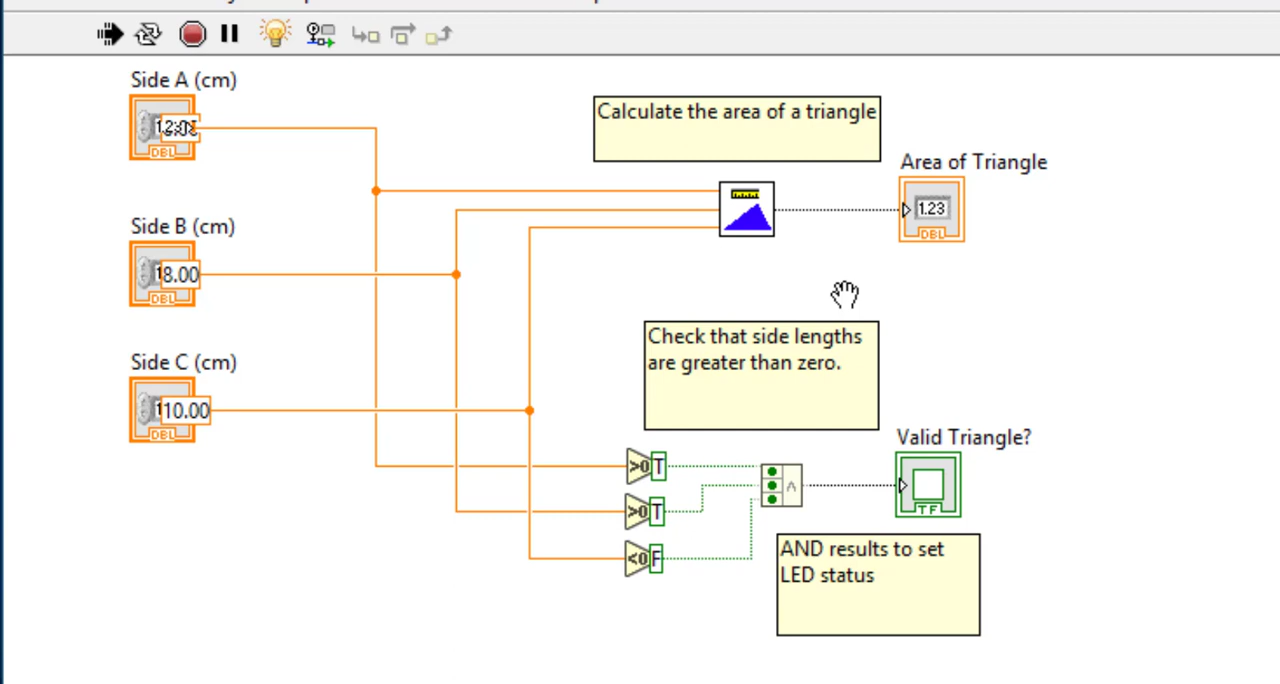 Side A (cm)
DBL
Calculate the area of a triangle
Area of Triangle
1.23
DBL
Side B (cm)
18.00
DBL
Check that side lengths
are greater than zero.
Side C (cm)
110.00
DBL
Valid Triangle?
>0 T
>0 T
<0 F
TF
AND results to set
LED status